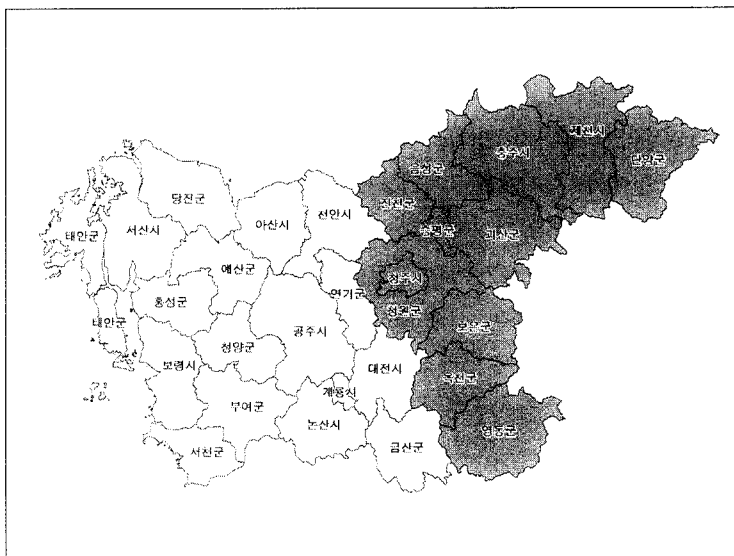 제천시
충주시
단양군
음성군
당진군
진천군
천안시
아산시
증평군
괴산군
태안군
서산시
예산군
청주시
연기군
홍성군
태안군
청원군
공주시
보은군
청양군
보령시
대전시
옥천군
계룡시
부여군
논산시
영동군
서천군
금산군